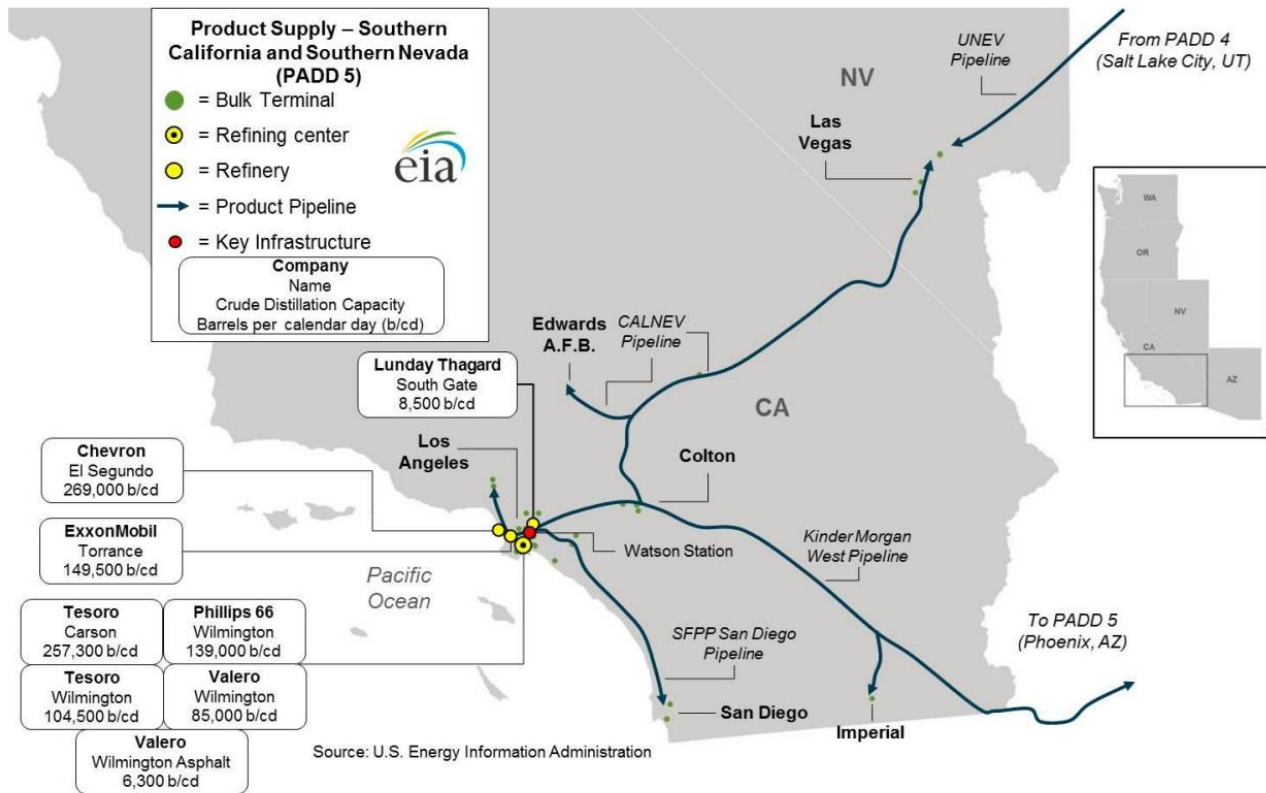 Product Supply – Southern
California and Southern Nevada
(PADD 5)
= Bulk Terminal
= Refining center
= Refinery
= Product Pipeline
= Key Infrastructure
eia
Company
Name
Crude Distillation Capacity
Barrels per calendar day (b/cd)
UNEV
Pipeline
From PADD 4
(Salt Lake City, UT)
NV
Las
Vegas
WA
OR
NV
CA
AZ
Edwards
A.F.B.
CALNEV
Pipeline
CA
Lunday Thagard
South Gate
8,500 b/cd
Los
Angeles
Colton
Chevron
El Segundo
269,000 b/cd
ExxonMobil
Torrance
149,500 b/cd
Watson Station
Kinder Morgan
West Pipeline
Pacific
Ocean
Tesoro
Carson
257,300 b/cd
Phillips 66
Wilmington
139,000 b/cd
Tesoro
Wilmington
104,500 b/cd
Valero
Wilmington
85,000 b/cd
Valero
Wilmington Asphalt
6,300 b/cd
SFPP San Diego
Pipeline
To PADD 5
(Phoenix, AZ)
San Diego
Imperial
Source: U.S. Energy Information Administration